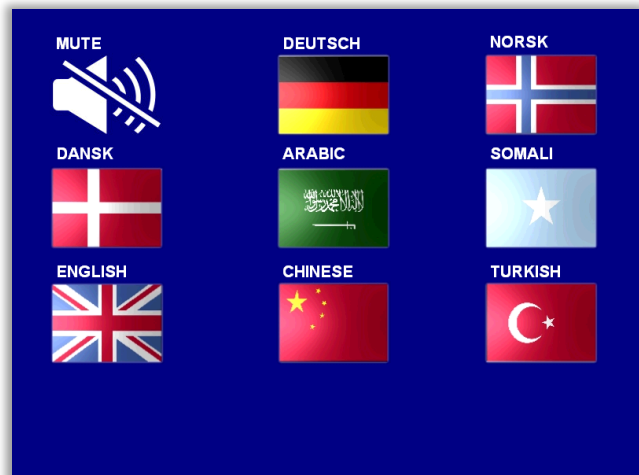 MUTE
DEUTSCH
NORSK
DANSK
ARABIC
SOMALI
ENGLISH
CHINESE
TURKISH